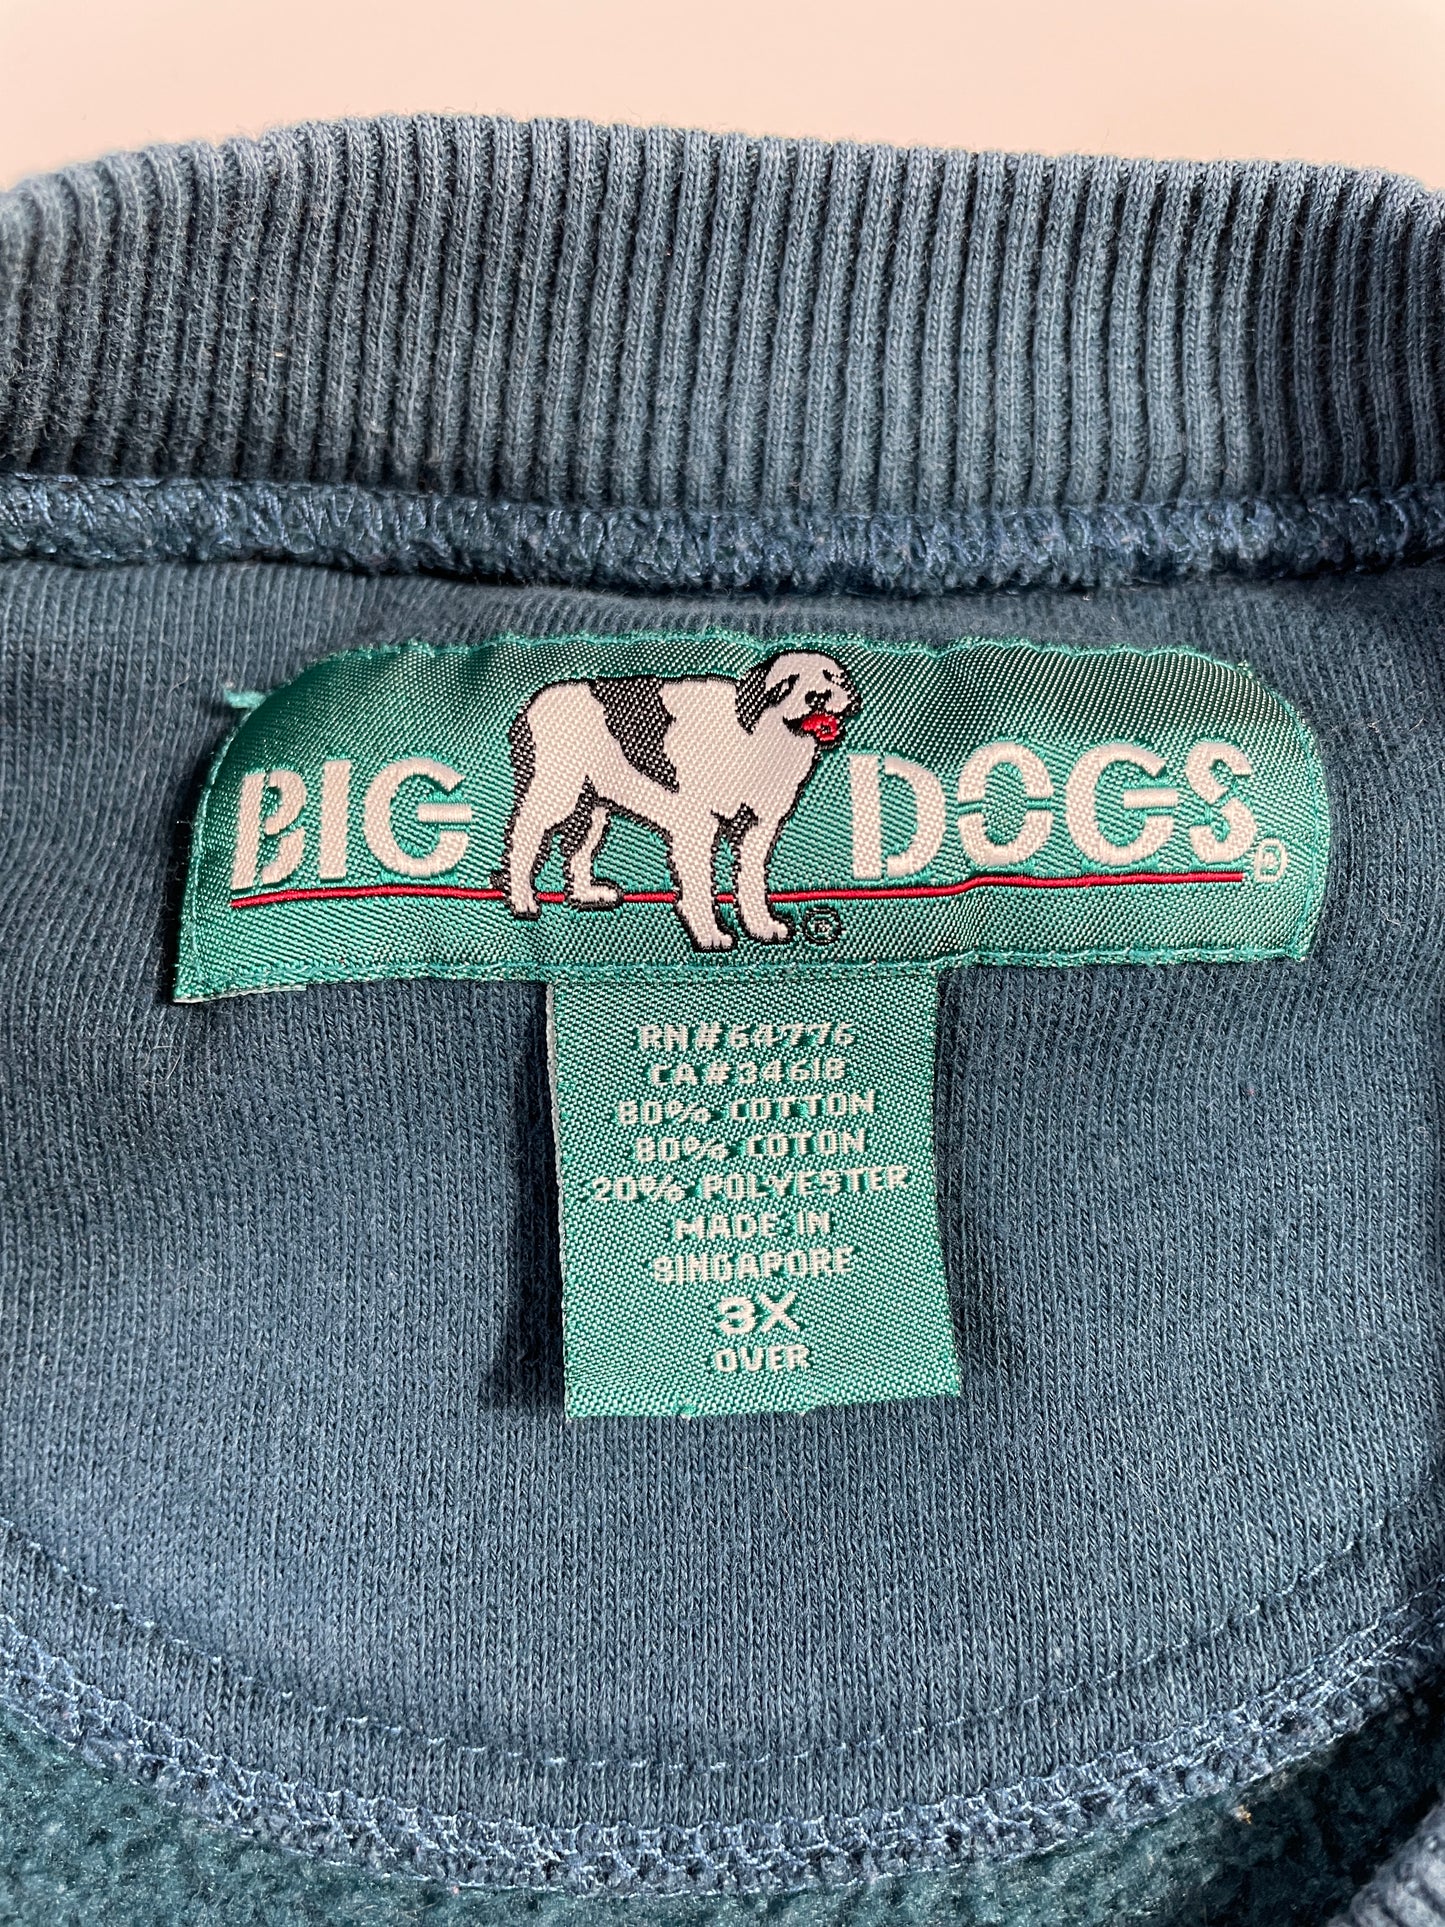 BIG DOGS®
®
RN#64776
CA#34618
80% COTTON
80% COTON
20% POLYESTER
MADE IN
SINGAPORE
3X
OVER